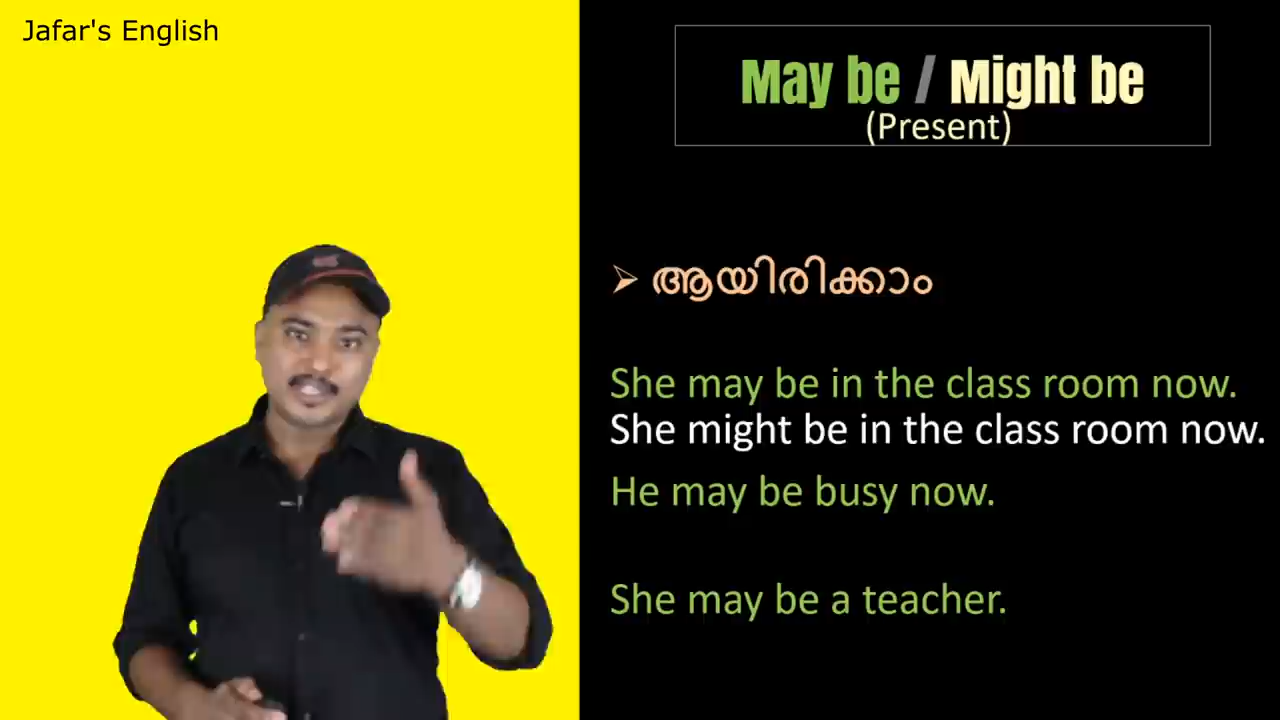 Jafar's English
May be / Might be
(Present)
ആയിരിക്കാം
She may be in the class room now.
She might be in the class room now.
He may be busy now.
She may be a teacher.